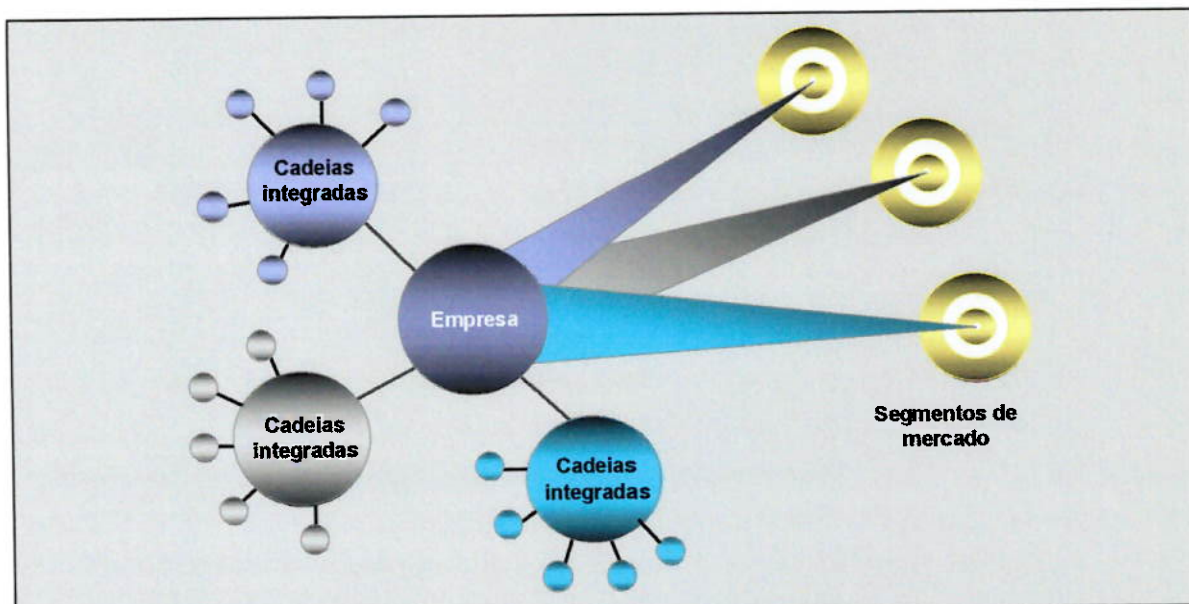 Cadeias
integradas
Empresa
Cadeias
integradas
Cadeias
integradas
Segmentos de
mercado